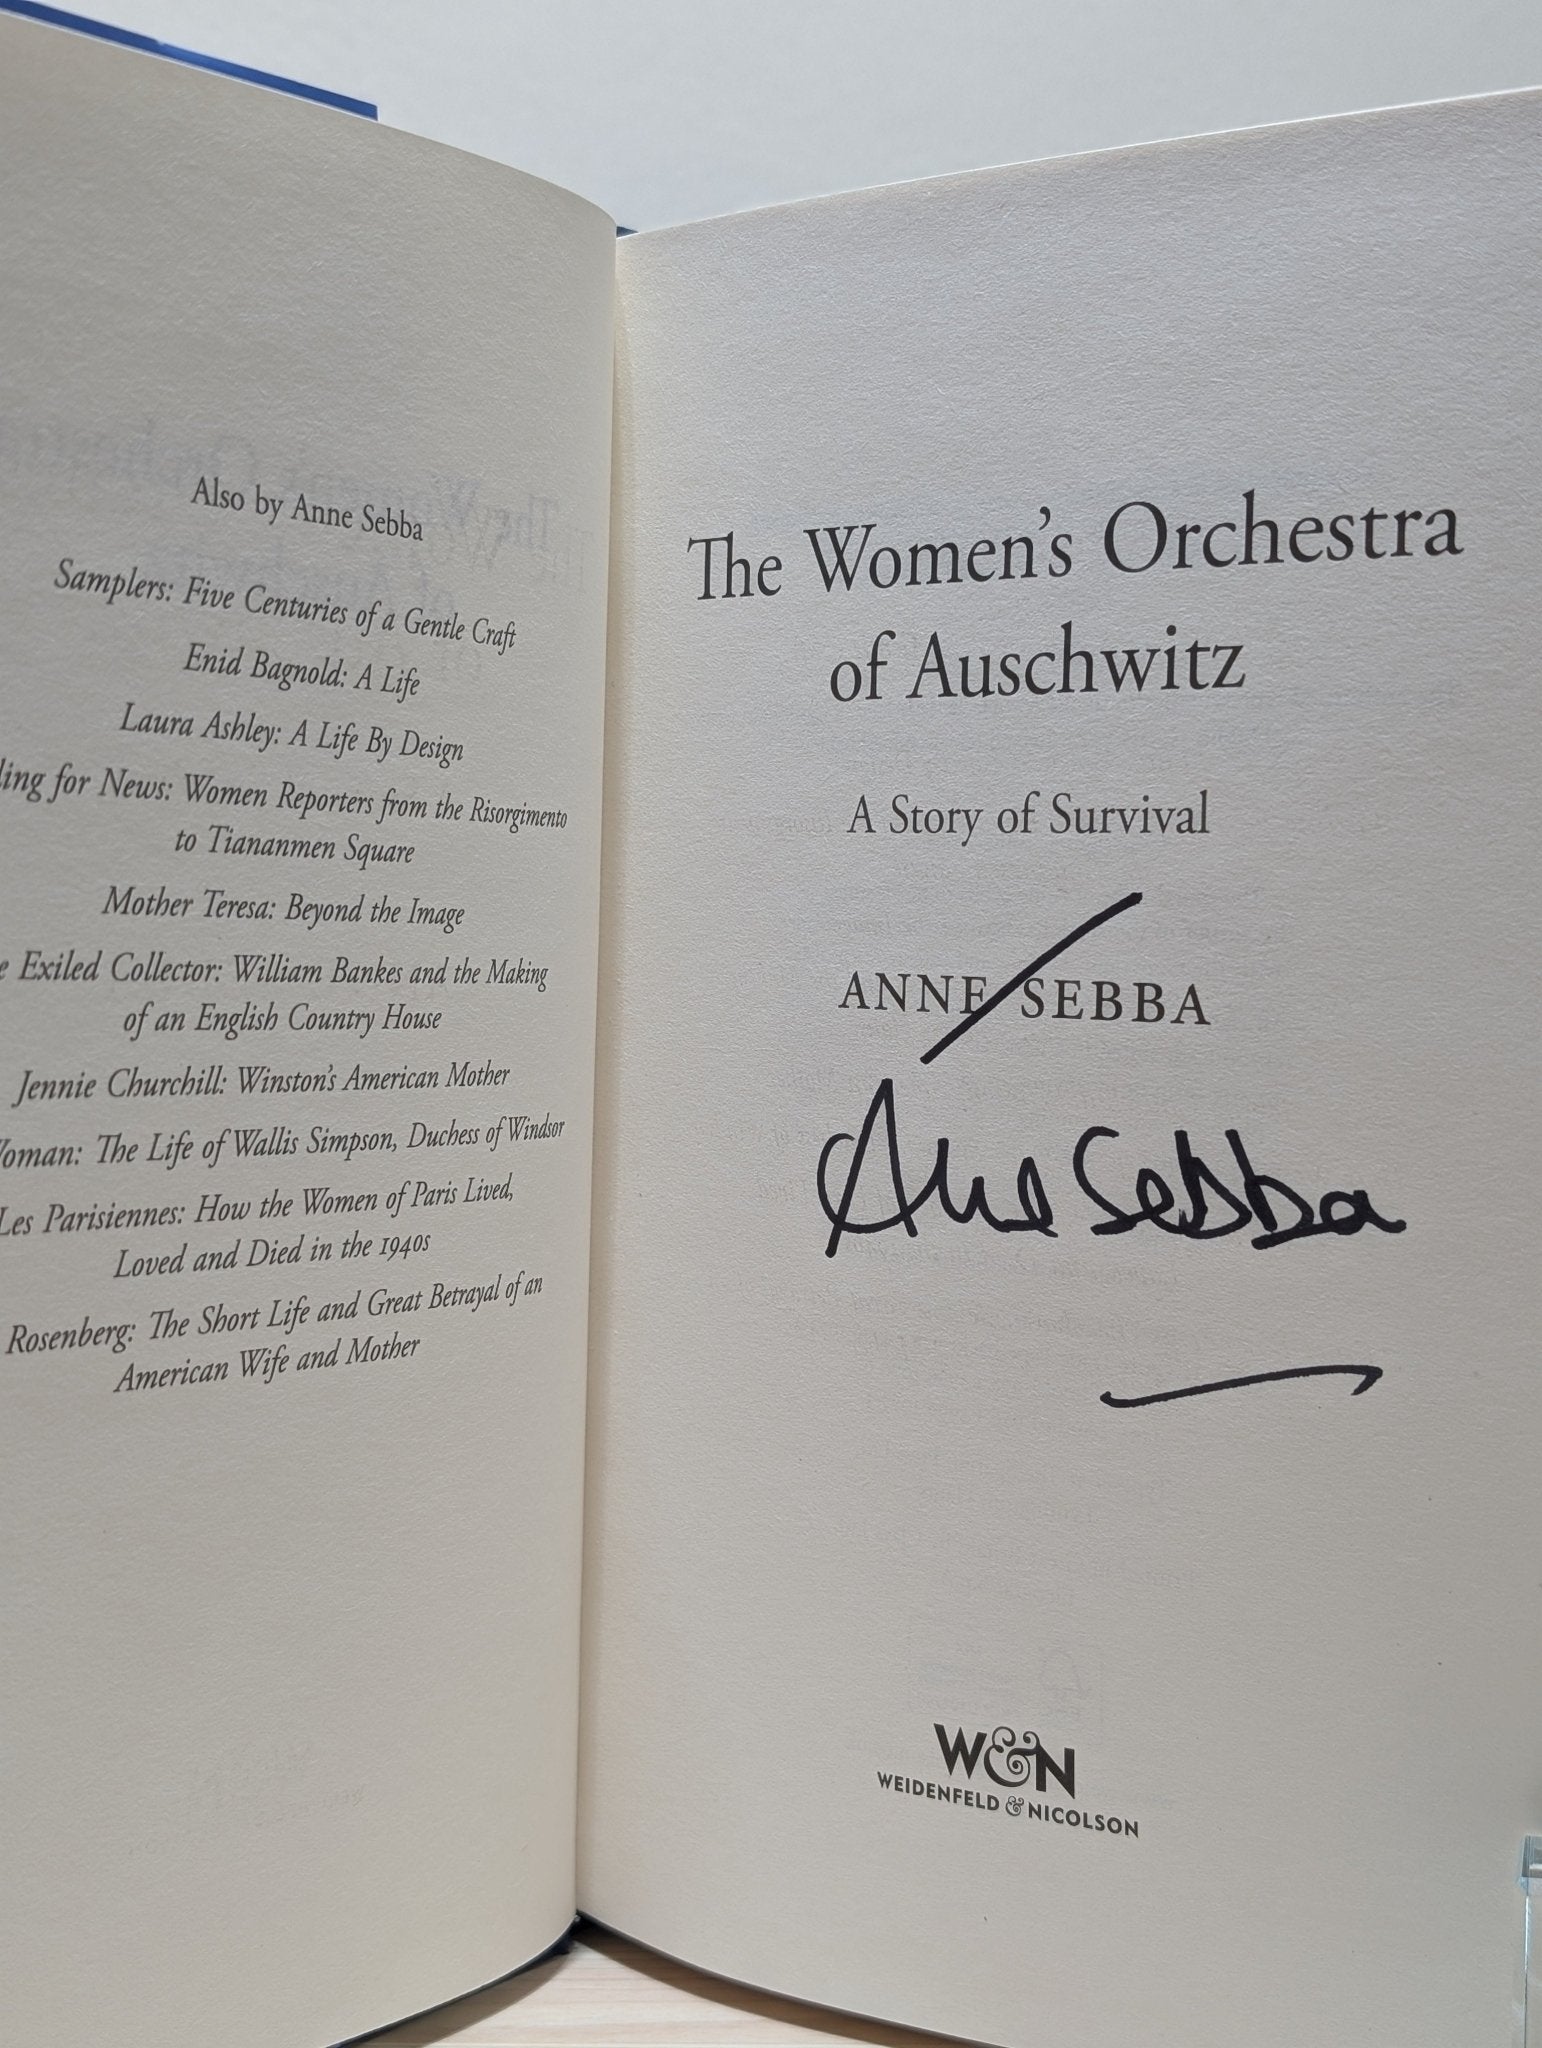 Also by Anne Sebba
Samplers: Five Centuries of a Gentle Craft
Enid Bagnold: A Life
Laura Ashley: A Life By Design
for News: Women Reporters from the Risorgimento
to Tiananmen Square
Mother Teresa: Beyond the Image
Exiled Collector: William Bankes and the Making
of an English Country House
Jennie Churchill: Winston's American Mother
The Life of Wallis Simpson, Duchess of Windsor
Les Parisiennes: How the Women of Paris Lived,
Loved and Died in the 1940s
Rosenberg: The Short Life and Great Betrayal of an
American Wife and Mother
The Women's Orchestra
of Auschwitz
A Story of Survival
ANNE SEBBA
Anne Sebba
W&N
WEIDENFELD & NICOLSON